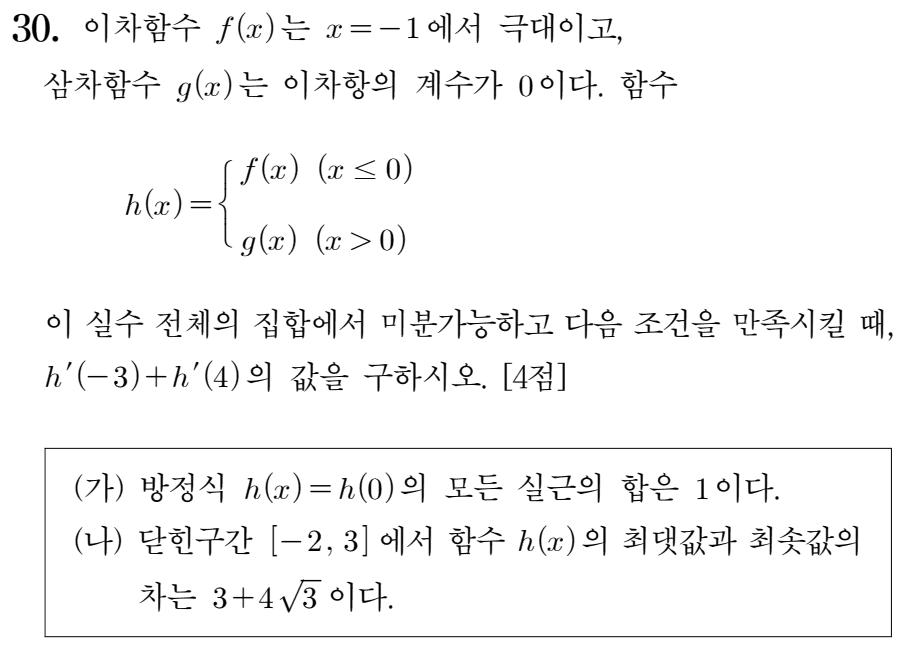 30. 이차함수 f(x)는 x=−1에서 극대이고,
삼차함수 g(x)는 이차항의 계수가 0이다. 함수
h(x)={ f(x) (x≤0)
g(x) (x>0)
이 실수 전체의 집합에서 미분가능하고 다음 조건을 만족시킬 때,
h′(−3)+h′(4)의 값을 구하시오. [4점]
(가) 방정식 h(x)=h(0)의 모든 실근의 합은 1이다.
(나) 닫힌구간 [−2, 3]에서 함수 h(x)의 최댓값과 최솟값의
차는 3+4√3이다.